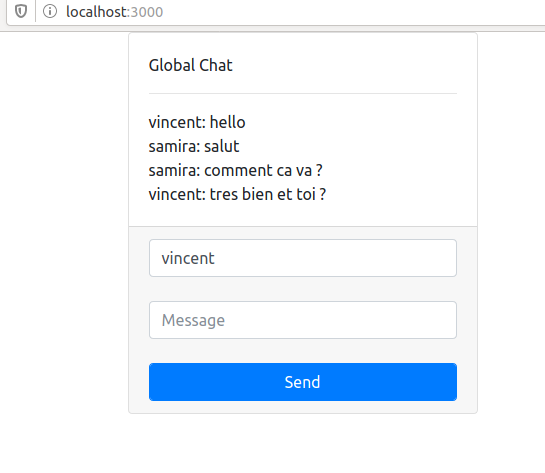 localhost:3000
Global Chat
vincent: hello
samira: salut
samira: comment ca va ?
vincent: tres bien et toi ?
vincent
Message
Send